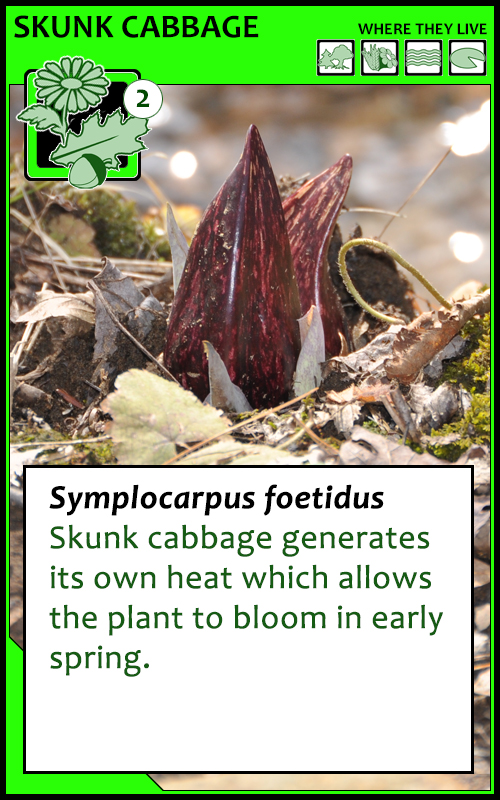 SKUNK CABBAGE
WHERE THEY LIVE
2
Symplocarpus foetidus
Skunk cabbage generates
its own heat which allows
the plant to bloom in early
spring.